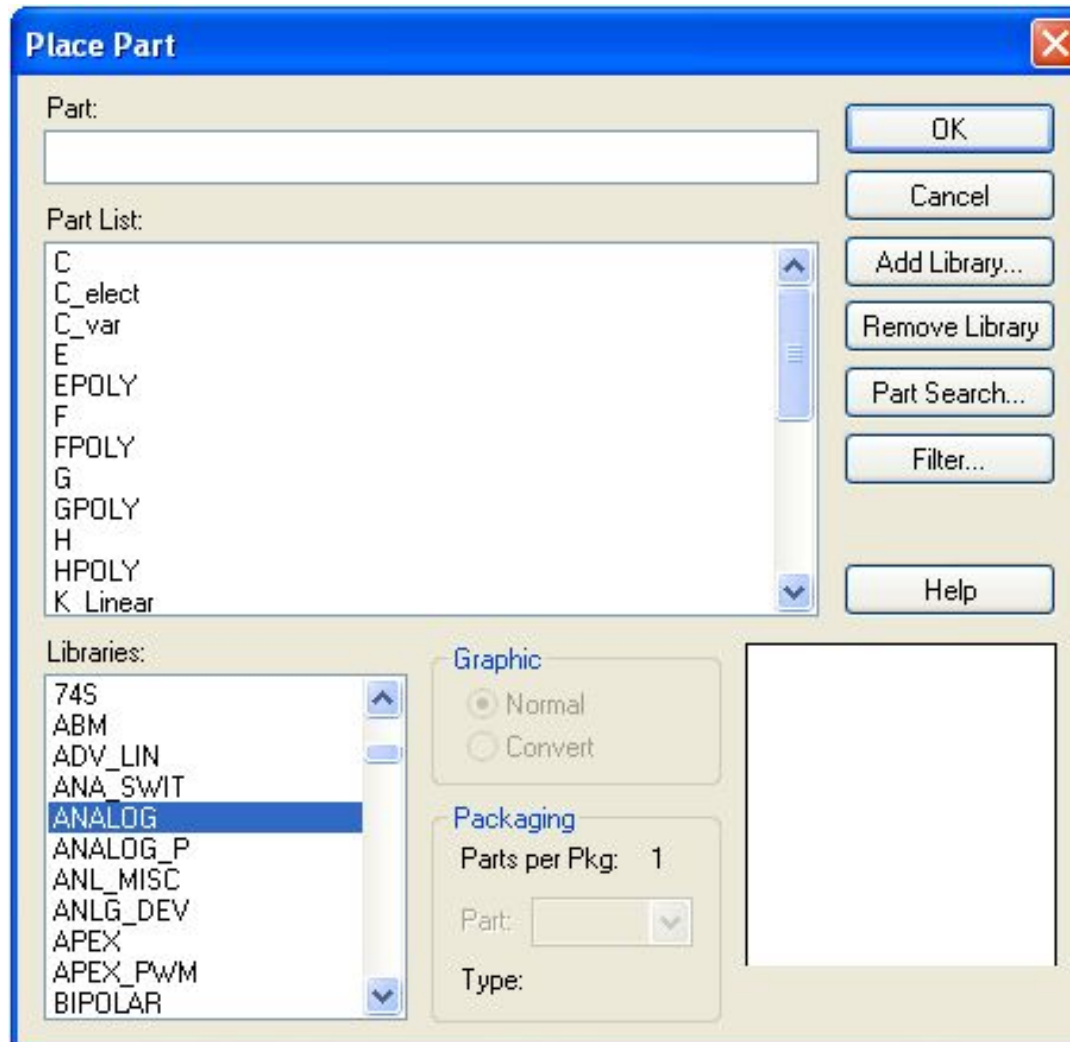 Place Part
Part:
OK
Cancel
Part List:
C
C_elect
C_var
E
EPOLY
F
FPOLY
G
GPOLY
H
HPOLY
K_Linear
Add Library...
Remove Library
Part Search...
Filter...
Help
Libraries:
74S
ABM
ADV_LIN
ANA_SWIT
ANALOG
ANALOG_P
ANL_MISC
ANLG_DEV
APEX
APEX_PWM
BIPOLAR
Graphic
Normal
Convert
Packaging
Parts per Pkg: 1
Part:
Type: